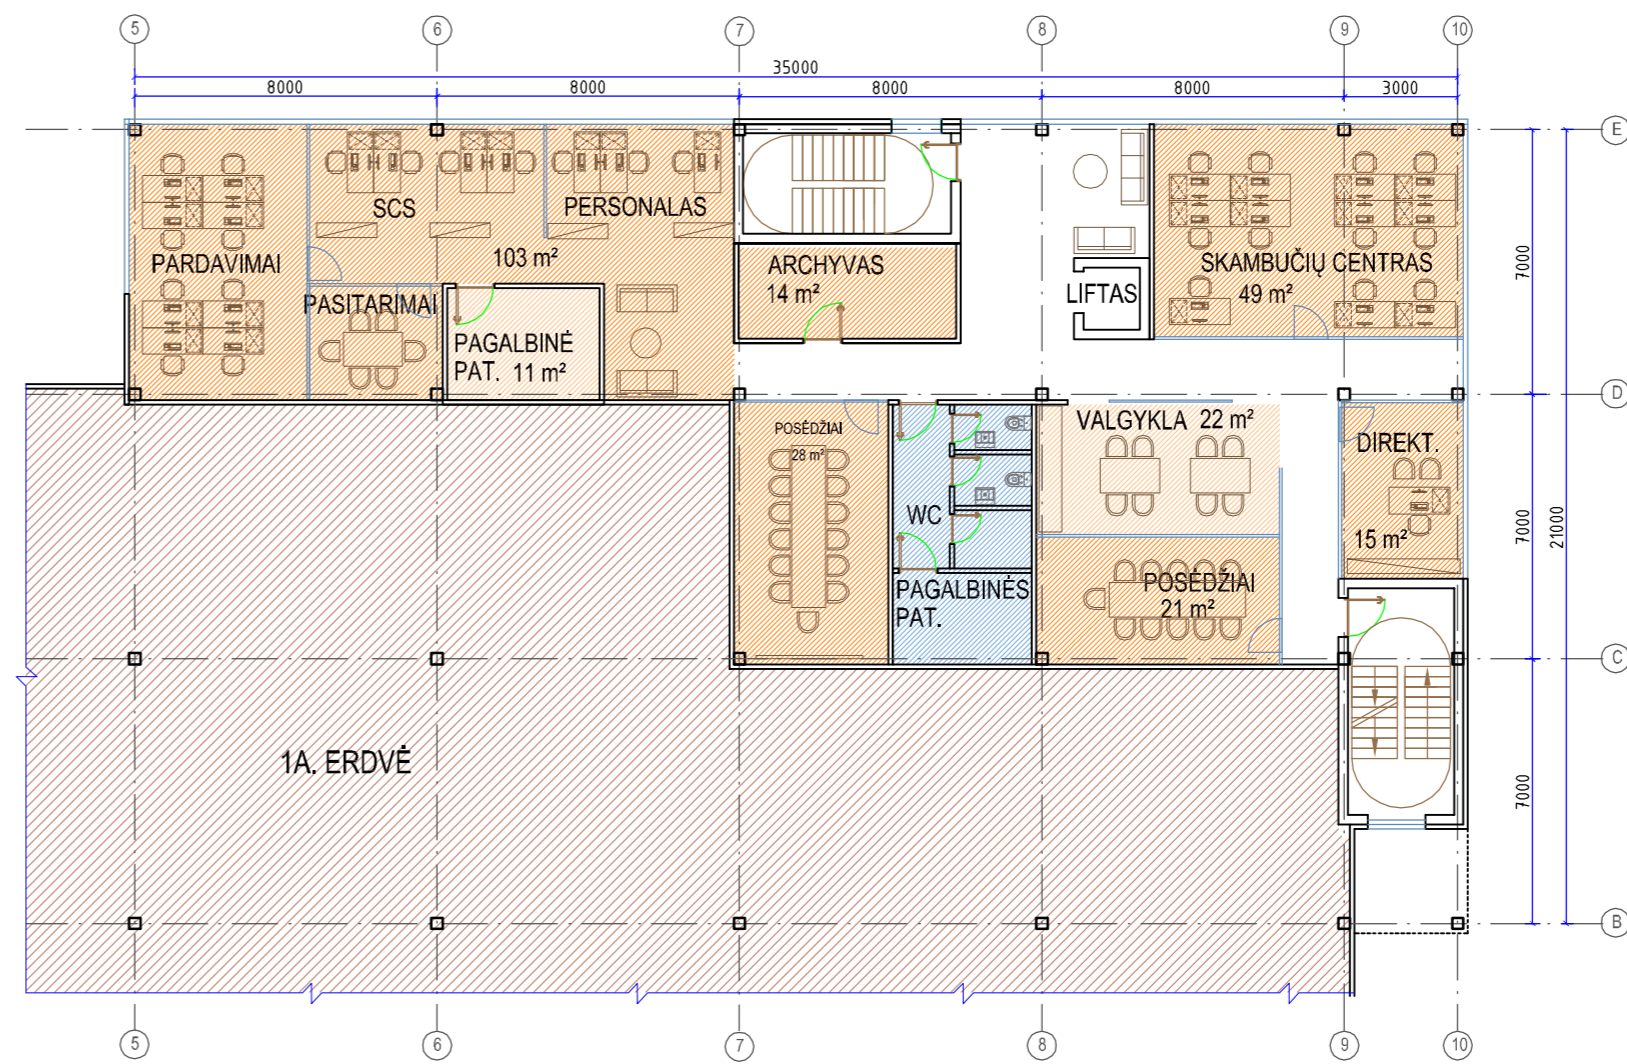 5 6 7 8 9 10
35000
8000 8000 8000 8000 3000
E
SCS
PERSONALAS
PARDAVIMAI
103 m²
ARCHYVAS
14 m²
SKAMBUČIŲ CENTRAS
49 m²
LIFTAS
7000
PASITARIMAI
PAGALBINĖ
PAT. 11 m²
D
POSĖDŽIAI
28 m²
VALGYKLA 22 m²
DIREKT.
15 m²
WC
7000
21000
PAGALBINĖS
PAT.
POSĖDŽIAI
21 m²
C
1A. ERDVĖ
7000
B
5 6 7 8 9 10